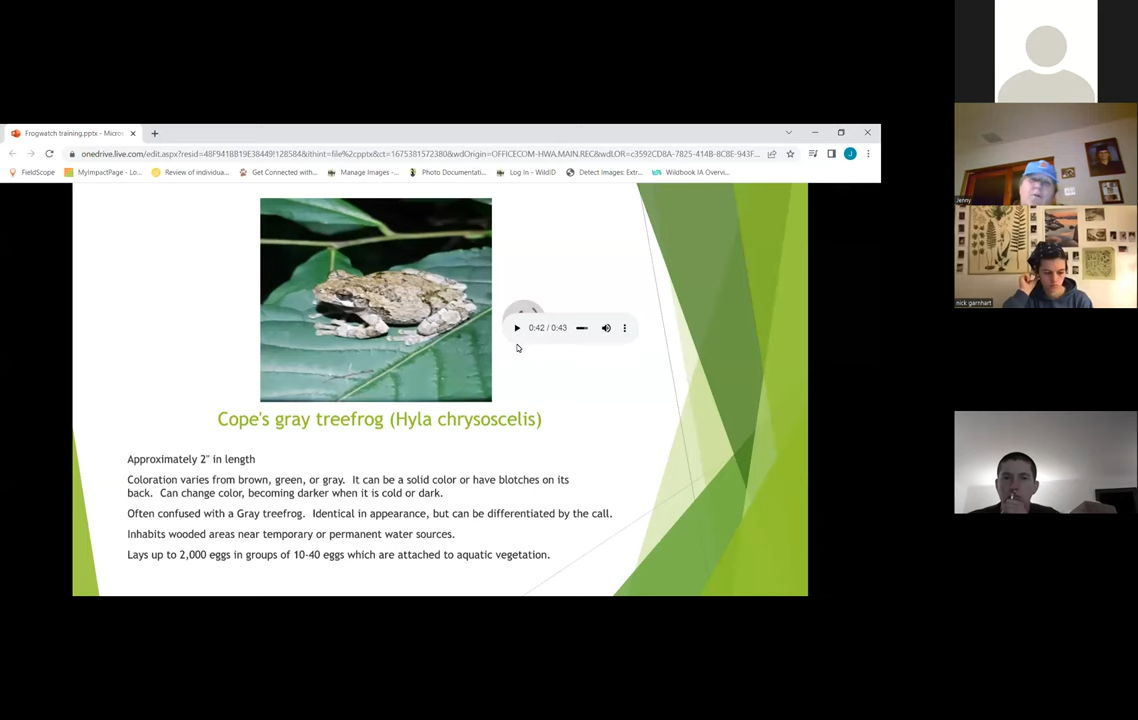 Frogwatch training.pptx - Micros
onedrive.live.com/edit.aspx?resid=48F941BB19E38449!128584&ithint=file%2cpptx&ct=1675381572380&wdOrigin=OFFICECOM-HWA.MAIN.REC&wdLOR=c3592CD8A-7825-414B-8C8E-943F...
FieldScope
MyImpactPage - Lo...
Review of individua...
Get Connected with...
Manage Images -...
Photo Documentati...
Log In - WildID
Detect Images: Extr...
Wildbook IA Overvi...
J
Jenny
nick garnhart
0:42 / 0:43
Cope's gray treefrog (Hyla chrysoscelis)
Approximately 2" in length
Coloration varies from brown, green, or gray. It can be a solid color or have blotches on its
back. Can change color, becoming darker when it is cold or dark.
Often confused with a Gray treefrog. Identical in appearance, but can be differentiated by the call.
Inhabits wooded areas near temporary or permanent water sources.
Lays up to 2,000 eggs in groups of 10-40 eggs which are attached to aquatic vegetation.